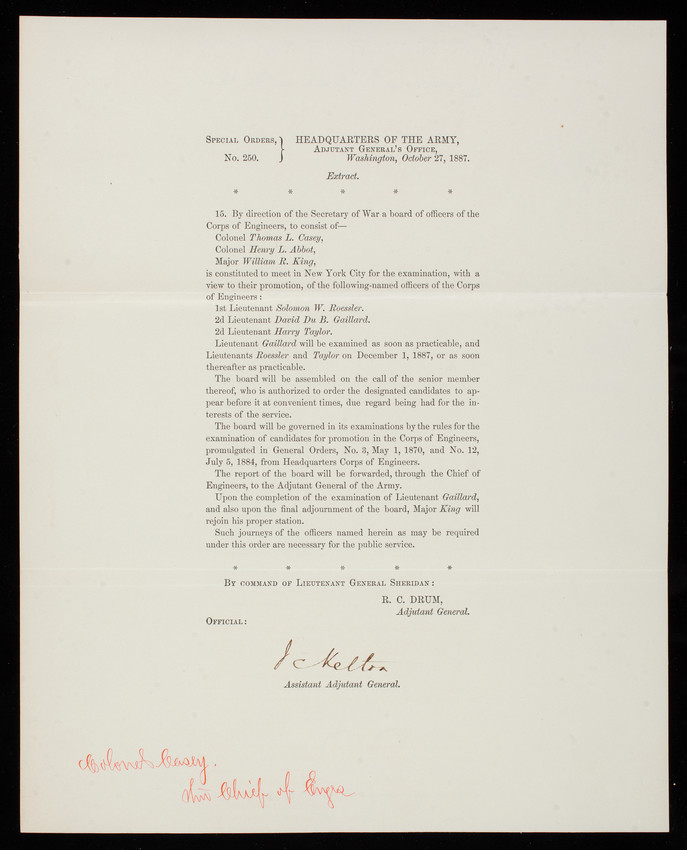 SPECIAL ORDERS, } HEADQUARTERS OF THE ARMY,
ADJUTANT GENERAL'S OFFICE,
No. 250. Washington, October 27, 1887.
Extract.
* * * * *
15. By direction of the Secretary of War a board of officers of the
Corps of Engineers, to consist of—
Colonel Thomas L. Casey,
Colonel Henry L. Abbot,
Major William R. King,
is constituted to meet in New York City for the examination, with a
view to their promotion, of the following-named officers of the Corps
of Engineers :
1st Lieutenant Solomon W. Roessler.
2d Lieutenant David Du B. Gaillard.
2d Lieutenant Harry Taylor.
Lieutenant Gaillard will be examined as soon as practicable, and
Lieutenants Roessler and Taylor on December 1, 1887, or as soon
thereafter as practicable.
The board will be assembled on the call of the senior member
thereof, who is authorized to order the designated candidates to ap-
pear before it at convenient times, due regard being had for the in-
terests of the service.
The board will be governed in its examinations by the rules for the
examination of candidates for promotion in the Corps of Engineers,
promulgated in General Orders, No. 3, May 1, 1870, and No. 12,
July 5, 1884, from Headquarters Corps of Engineers.
The report of the board will be forwarded, through the Chief of
Engineers, to the Adjutant General of the Army.
Upon the completion of the examination of Lieutenant Gaillard,
and also upon the final adjournment of the board, Major King will
rejoin his proper station.
Such journeys of the officers named herein as may be required
under this order are necessary for the public service.
* * * * *
BY COMMAND OF LIEUTENANT GENERAL SHERIDAN :
R. C. DRUM,
Adjutant General.
OFFICIAL :
J C Kelton
Assistant Adjutant General.
Colonel Casey.
Thro Chief of Engrs